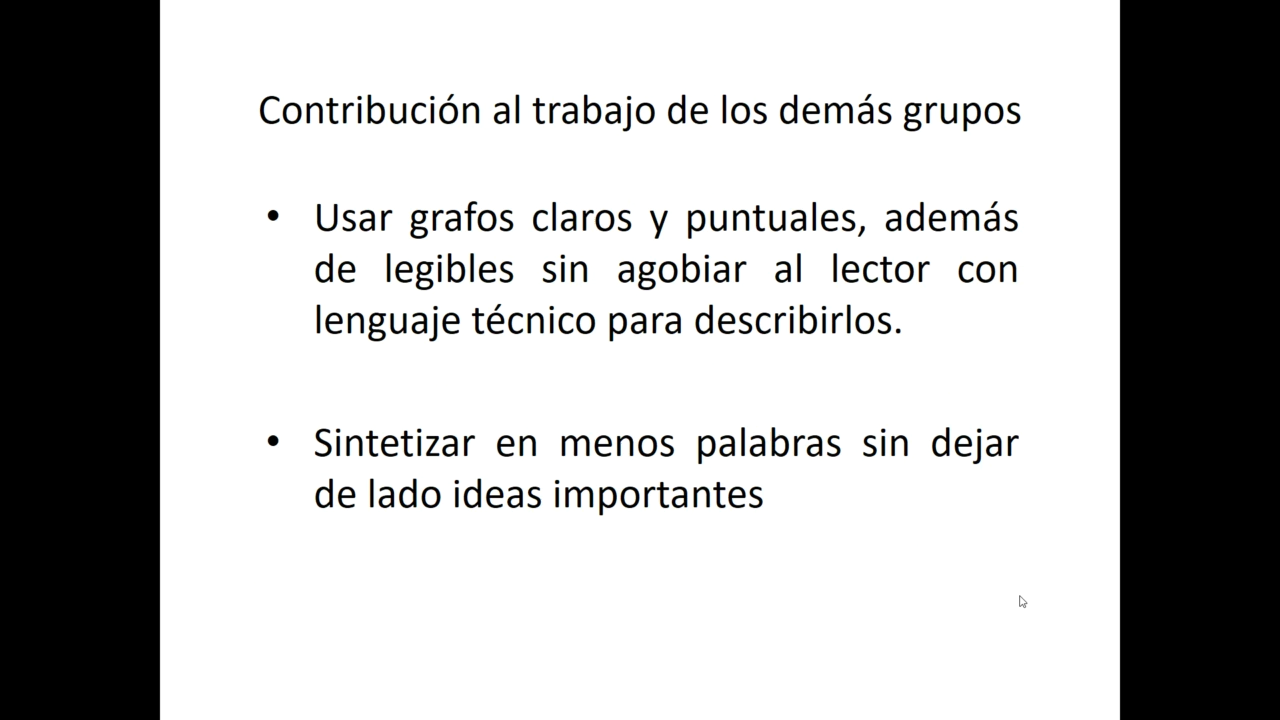 Contribución al trabajo de los demás grupos
• Usar grafos claros y puntuales, además
de legibles sin agobiar al lector con
lenguaje técnico para describirlos.
• Sintetizar en menos palabras sin dejar
de lado ideas importantes